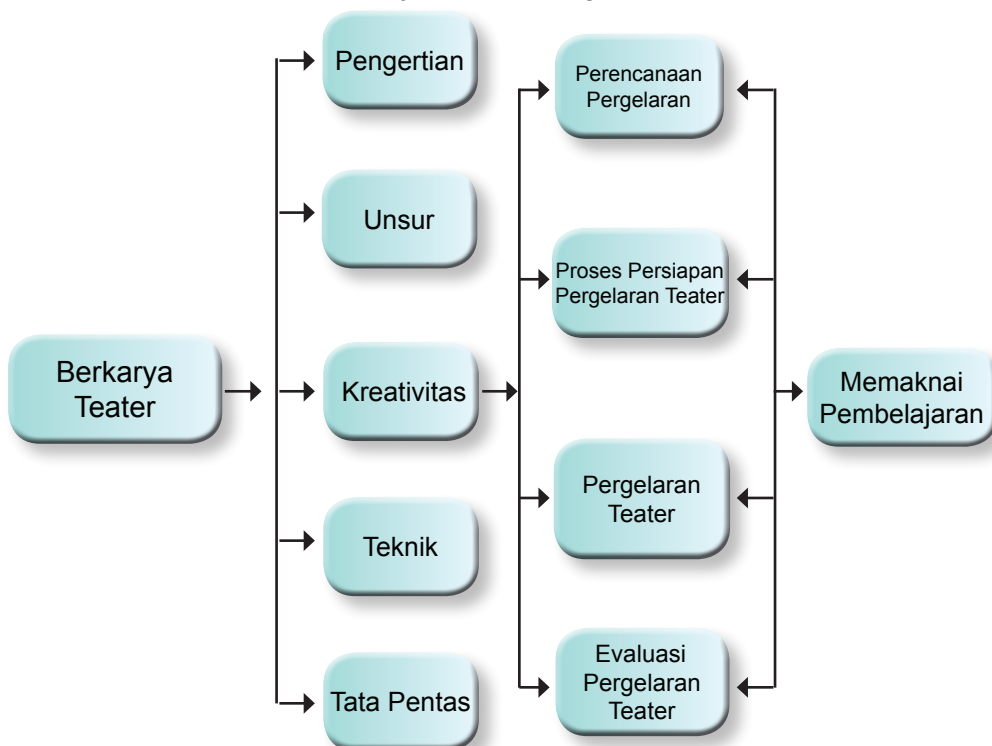 Berkarya
Teater
Pengertian
Unsur
Kreativitas
Teknik
Tata Pentas
Perencanaan
Pergelaran
Proses Persiapan
Pergelaran Teater
Pergelaran
Teater
Evaluasi
Pergelaran
Teater
Memaknai
Pembelajaran